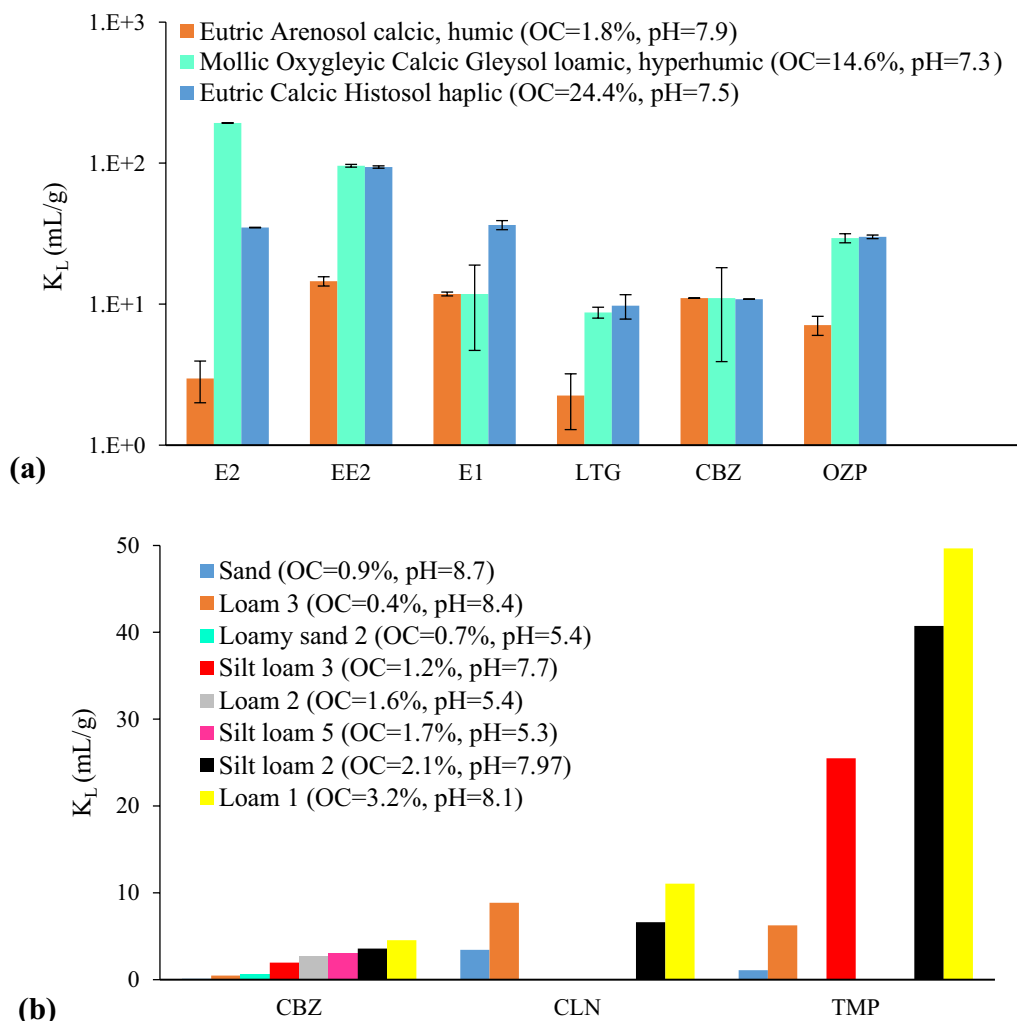 1.E+3
Eutric Arenosol calcic, humic (OC=1.8%, pH=7.9)
Mollic Oxygleyic Calcic Gleysol loamic, hyperhumic (OC=14.6%, pH=7.3)
Eutric Calcic Histosol haplic (OC=24.4%, pH=7.5)
1.E+2
K_L (mL/g)
1.E+1
1.E+0
(a)
E2 EE2 E1 LTG CBZ OZP
50
Sand (OC=0.9%, pH=8.7)
Loam 3 (OC=0.4%, pH=8.4)
40
Loamy sand 2 (OC=0.7%, pH=5.4)
Silt loam 3 (OC=1.2%, pH=7.7)
Loam 2 (OC=1.6%, pH=5.4)
30
Silt loam 5 (OC=1.7%, pH=5.3)
Silt loam 2 (OC=2.1%, pH=7.97)
Loam 1 (OC=3.2%, pH=8.1)
K_L (mL/g)
20
10
0
(b)
CBZ CLN TMP